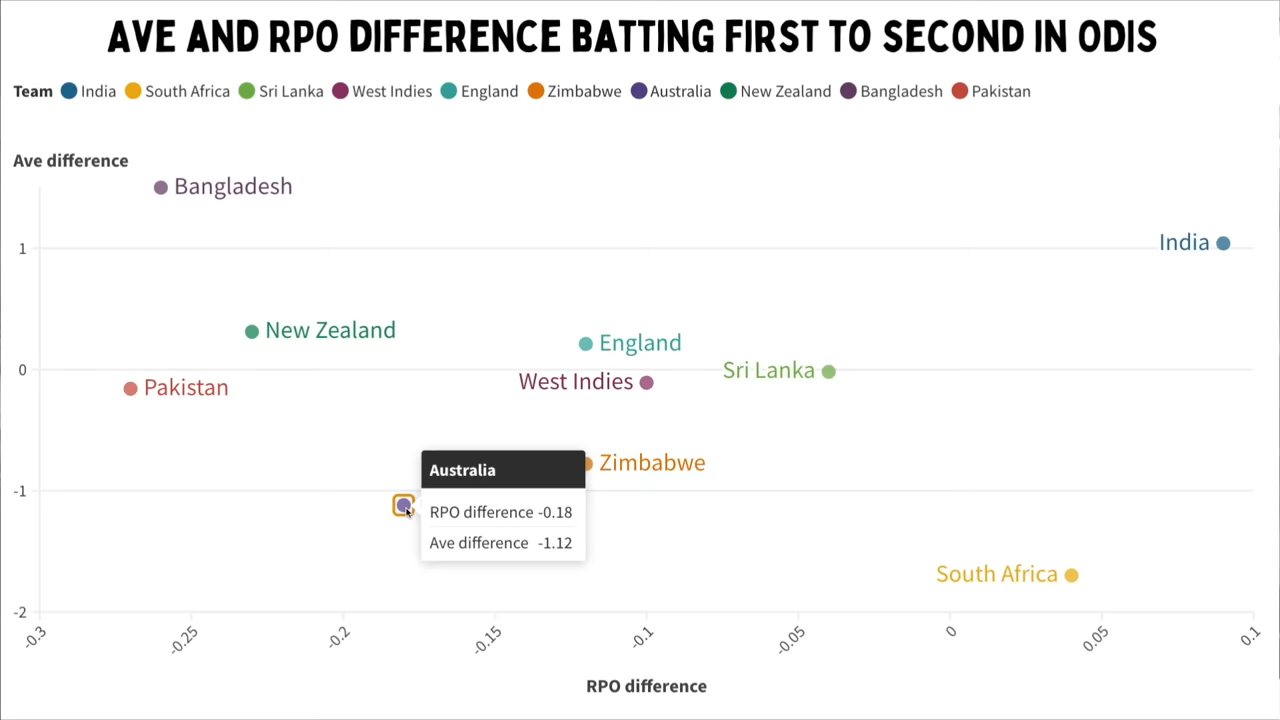 AVE AND RPO DIFFERENCE BATTING FIRST TO SECOND IN ODIS
Team India South Africa Sri Lanka West Indies England Zimbabwe Australia New Zealand Bangladesh Pakistan
Ave difference
Bangladesh
1
India
New Zealand
England
0
Sri Lanka
West Indies
Pakistan
Zimbabwe
Australia
-1
RPO difference -0.18
Ave difference -1.12
South Africa
-2
-0.3 -0.25 -0.2 -0.15 -0.1 -0.05 0 0.05 0.1
RPO difference